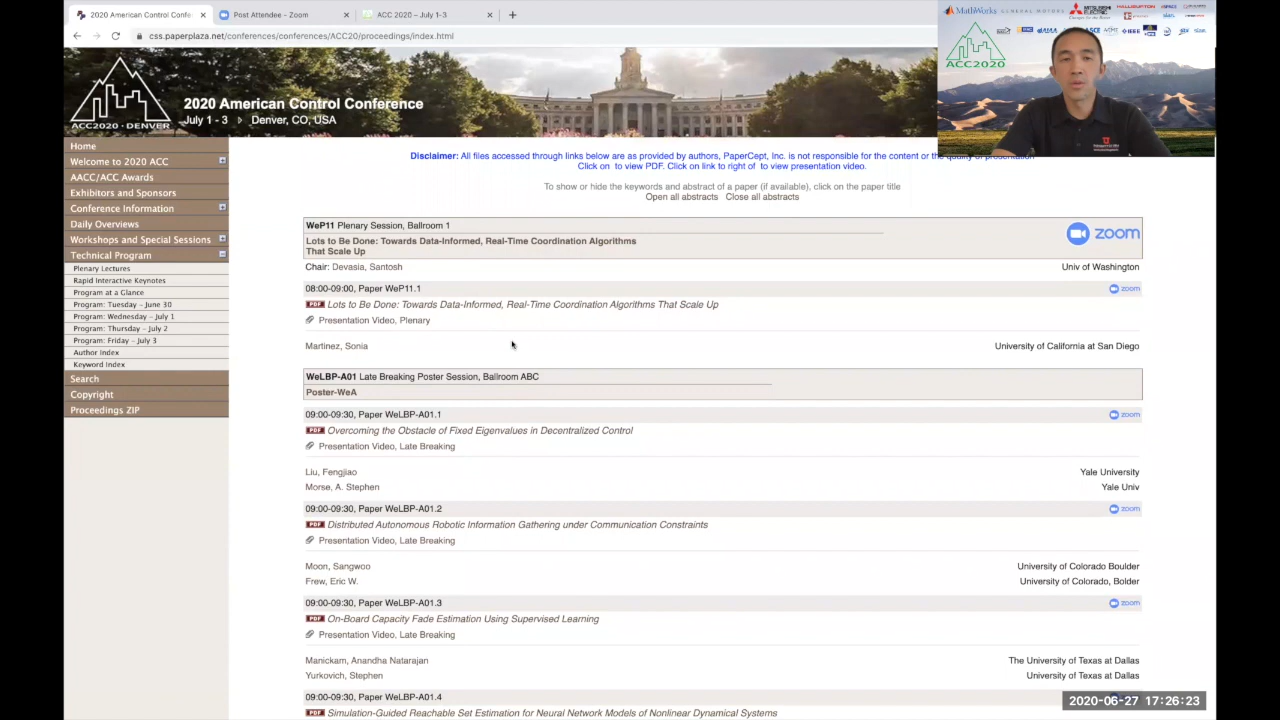 2020 American Control Confe
Post Attendee - Zoom
ACC 2020 – July 1-3
css.paperplaza.net/conferences/conferences/ACC20/proceedings/index.html
MathWorks
GENERAL MOTORS
MITSUBISHI ELECTRIC
HALLIBURTON
ACC2020
ACC2020 · DENVER
2020 American Control Conference
July 1 - 3 Denver, CO, USA
Home
Welcome to 2020 ACC
AACC/ACC Awards
Exhibitors and Sponsors
Conference Information
Daily Overviews
Workshops and Special Sessions
Technical Program
Plenary Lectures
Rapid Interactive Keynotes
Program at a Glance
Program: Tuesday – June 30
Program: Wednesday – July 1
Program: Thursday – July 2
Program: Friday – July 3
Author Index
Keyword Index
Search
Copyright
Proceedings ZIP
Disclaimer: All files accessed through links below are as provided by authors, PaperCept, Inc. is not responsible for the content or the quality of presentation
Click on to view PDF. Click on link to right of to view presentation video.
To show or hide the keywords and abstract of a paper (if available), click on the paper title
Open all abstracts Close all abstracts
WeP11 Plenary Session, Ballroom 1
zoom
Lots to Be Done: Towards Data-Informed, Real-Time Coordination Algorithms
That Scale Up
Chair: Devasia, Santosh
Univ of Washington
08:00-09:00, Paper WeP11.1
zoom
PDF Lots to Be Done: Towards Data-Informed, Real-Time Coordination Algorithms That Scale Up
Presentation Video, Plenary
Martinez, Sonia
University of California at San Diego
WeLBP-A01 Late Breaking Poster Session, Ballroom ABC
Poster-WeA
09:00-09:30, Paper WeLBP-A01.1
zoom
PDF Overcoming the Obstacle of Fixed Eigenvalues in Decentralized Control
Presentation Video, Late Breaking
Liu, Fengjiao
Yale University
Morse, A. Stephen
Yale Univ
09:00-09:30, Paper WeLBP-A01.2
zoom
PDF Distributed Autonomous Robotic Information Gathering under Communication Constraints
Presentation Video, Late Breaking
Moon, Sangwoo
University of Colorado Boulder
Frew, Eric W.
University of Colorado, Bolder
09:00-09:30, Paper WeLBP-A01.3
zoom
PDF On-Board Capacity Fade Estimation Using Supervised Learning
Presentation Video, Late Breaking
Manickam, Anandha Natarajan
The University of Texas at Dallas
Yurkovich, Stephen
University of Texas at Dallas
09:00-09:30, Paper WeLBP-A01.4
2020-06-27 17:26:23
PDF Simulation-Guided Reachable Set Estimation for Neural Network Models of Nonlinear Dynamical Systems